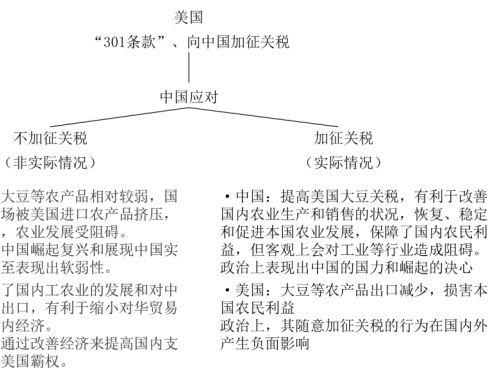 美国
“301条款”、向中国加征关税
中国应对
不加征关税
（非实际情况）
大豆等农产品相对较弱，国
场被美国进口农产品挤压，
，农业发展受阻碍。
中国崛起复兴和展现中国实
至表现出软弱性。
了国内工农业的发展和对中
出口，有利于缩小对华贸易
内经济。
通过改善经济来提高国内支
美国霸权。
加征关税
（实际情况）
·中国：提高美国大豆关税，有利于改善
国内农业生产和销售的状况，恢复、稳定
和促进本国农业发展，保障了国内农民利
益，但客观上会对工业等行业造成阻碍。
政治上表现出中国的国力和崛起的决心
·美国：大豆等农产品出口减少，损害本
国农民利益
政治上，其随意加征关税的行为在国内外
产生负面影响